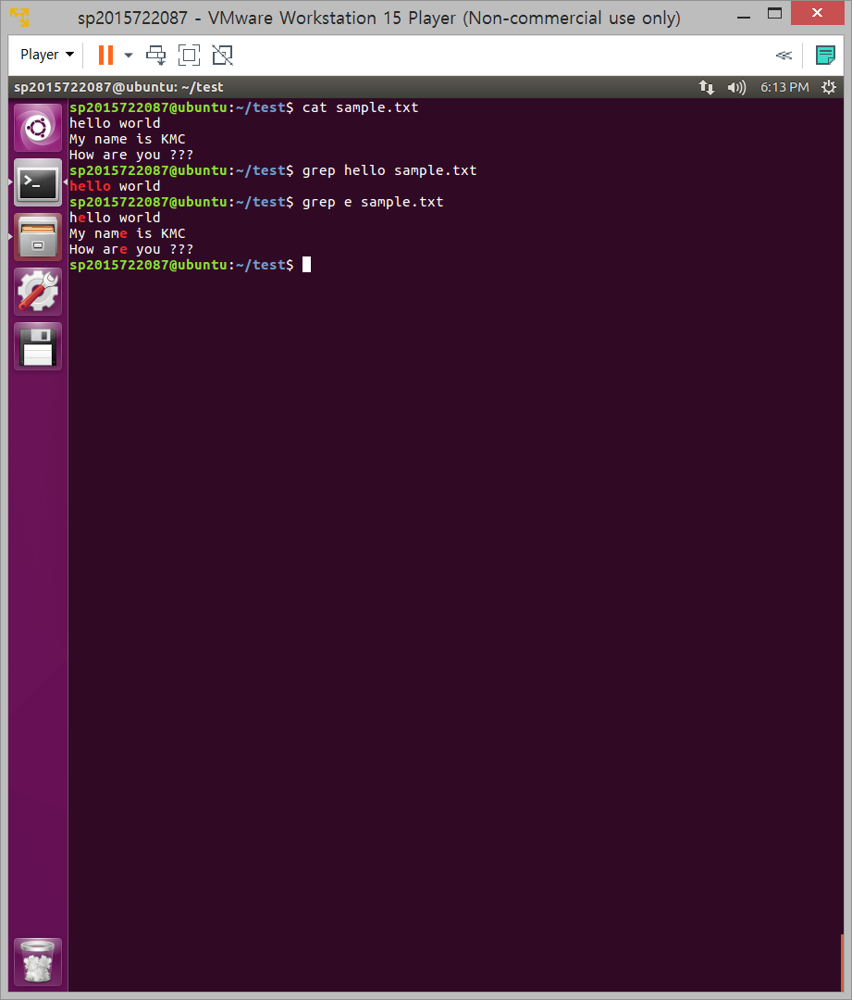 sp2015722087 - VMware Workstation 15 Player (Non-commercial use only)
Player
sp2015722087@ubuntu: ~/test
6:13 PM
sp2015722087@ubuntu:~/test$ cat sample.txt
hello world
My name is KMC
How are you ???
sp2015722087@ubuntu:~/test$ grep hello sample.txt
hello world
sp2015722087@ubuntu:~/test$ grep e sample.txt
hello world
My name is KMC
How are you ???
sp2015722087@ubuntu:~/test$